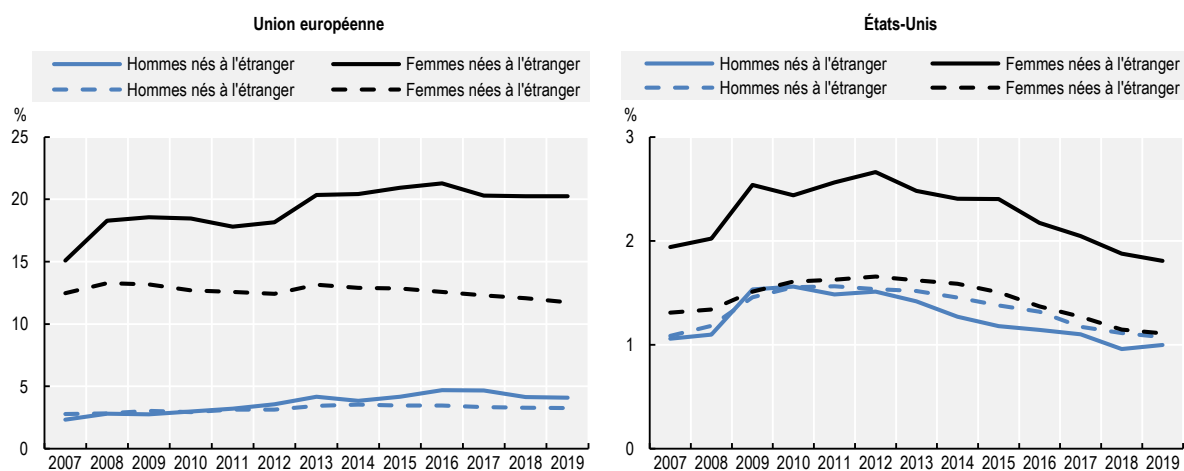 Union européenne
Hommes nés à l'étranger
Femmes nées à l'étranger
Hommes nés à l'étranger
Femmes nées à l'étranger
%
25
20
15
10
5
0
2007 2008 2009 2010 2011 2012 2013 2014 2015 2016 2017 2018 2019
États-Unis
Hommes nés à l'étranger
Femmes nées à l'étranger
Hommes nés à l'étranger
Femmes nées à l'étranger
%
3
2
1
0
2007 2008 2009 2010 2011 2012 2013 2014 2015 2016 2017 2018 2019